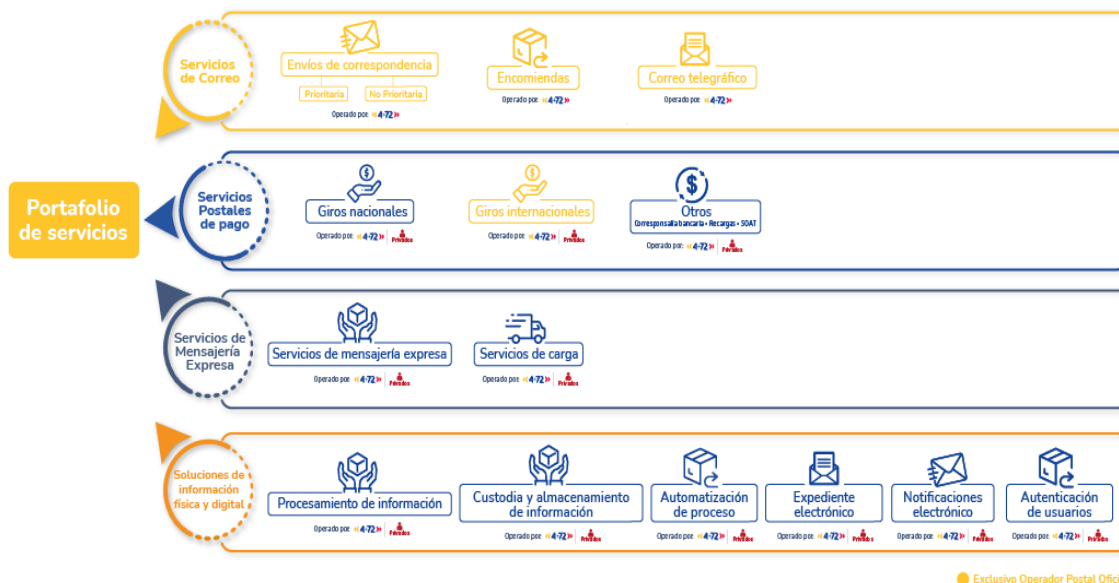 Portafolio
de servicios
Servicios
de Correo
Envíos de correspondencia
Prioritaria
No Prioritaria
Operado por: «4-72»
Encomiendas
Operado por: «4-72»
Correo telegráfico
Operado por: «4-72»
Servicios
Postales
de pago
Giros nacionales
Operado por: «4-72» Privados
Giros internacionales
Operado por: «4-72» Privados
Otros
Corresponsalía bancaria • Recargas • SOAT
Operado por: «4-72» Privados
Servicios de
Mensajería
Expresa
Servicios de mensajería expresa
Operado por: «4-72» Privados
Servicios de carga
Operado por: «4-72» Privados
Soluciones de
información
física y digital
Procesamiento de información
Operado por: «4-72» Privados
Custodia y almacenamiento
de información
Operado por: «4-72» Privados
Automatización
de proceso
Operado por: «4-72» Privados
Expediente
electrónico
Operado por: «4-72» Privados
Notificaciones
electrónico
Operado por: «4-72» Privados
Autenticación
de usuarios
Operado por: «4-72» Privados
Exclusivo Operador Postal Ofici